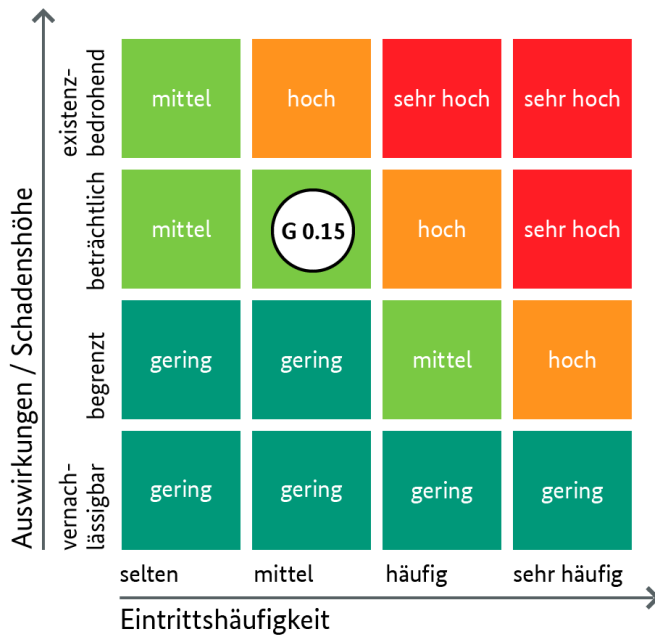 Auswirkungen / Schadenshöhe
existenz-
bedrohend
mittel
hoch
sehr hoch
sehr hoch
beträchtlich
mittel
G 0.15
hoch
sehr hoch
begrenzt
gering
gering
mittel
hoch
vernach-
lässigbar
gering
gering
gering
gering
selten
mittel
häufig
sehr häufig
Eintrittshäufigkeit